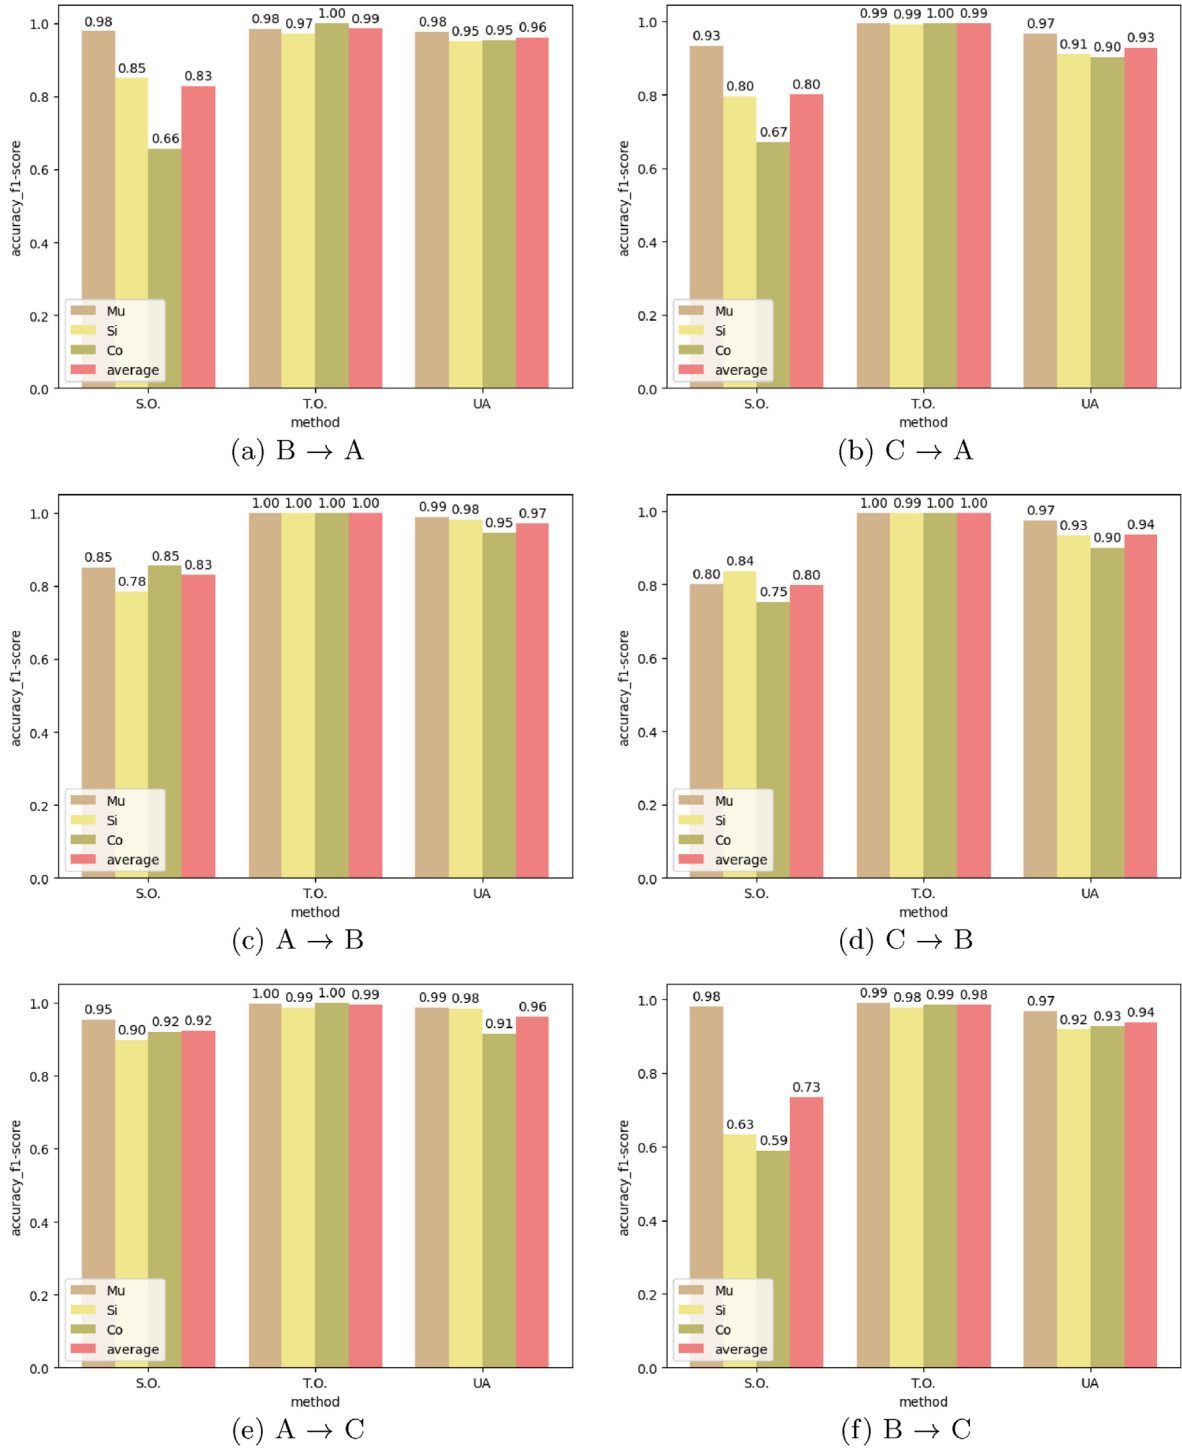 0.98 0.85 0.66 0.83 0.98 0.97 1.00 0.99 0.98 0.95 0.95 0.96
1.0
0.8
0.6
0.4
0.2
0.0
accuracy_f1-score
Mu
Si
Co
average
S.O. T.O. UA
method
(a) B → A
0.93 0.80 0.67 0.80 0.99 0.99 1.00 0.99 0.97 0.91 0.90 0.93
1.0
0.8
0.6
0.4
0.2
0.0
accuracy_f1-score
Mu
Si
Co
average
S.O. T.O. UA
method
(b) C → A
0.85 0.78 0.85 0.83 1.00 1.00 1.00 1.00 0.99 0.98 0.95 0.97
1.0
0.8
0.6
0.4
0.2
0.0
accuracy_f1-score
Mu
Si
Co
average
S.O. T.O. UA
method
(c) A → B
0.80 0.84 0.75 0.80 1.00 0.99 1.00 1.00 0.97 0.93 0.90 0.94
1.0
0.8
0.6
0.4
0.2
0.0
accuracy_f1-score
Mu
Si
Co
average
S.O. T.O. UA
method
(d) C → B
0.95 0.90 0.92 0.92 1.00 0.99 1.00 0.99 0.99 0.98 0.91 0.96
1.0
0.8
0.6
0.4
0.2
0.0
accuracy_f1-score
Mu
Si
Co
average
S.O. T.O. UA
method
(e) A → C
0.98 0.63 0.59 0.73 0.99 0.98 0.99 0.98 0.97 0.92 0.93 0.94
1.0
0.8
0.6
0.4
0.2
0.0
accuracy_f1-score
Mu
Si
Co
average
S.O. T.O. UA
method
(f) B → C